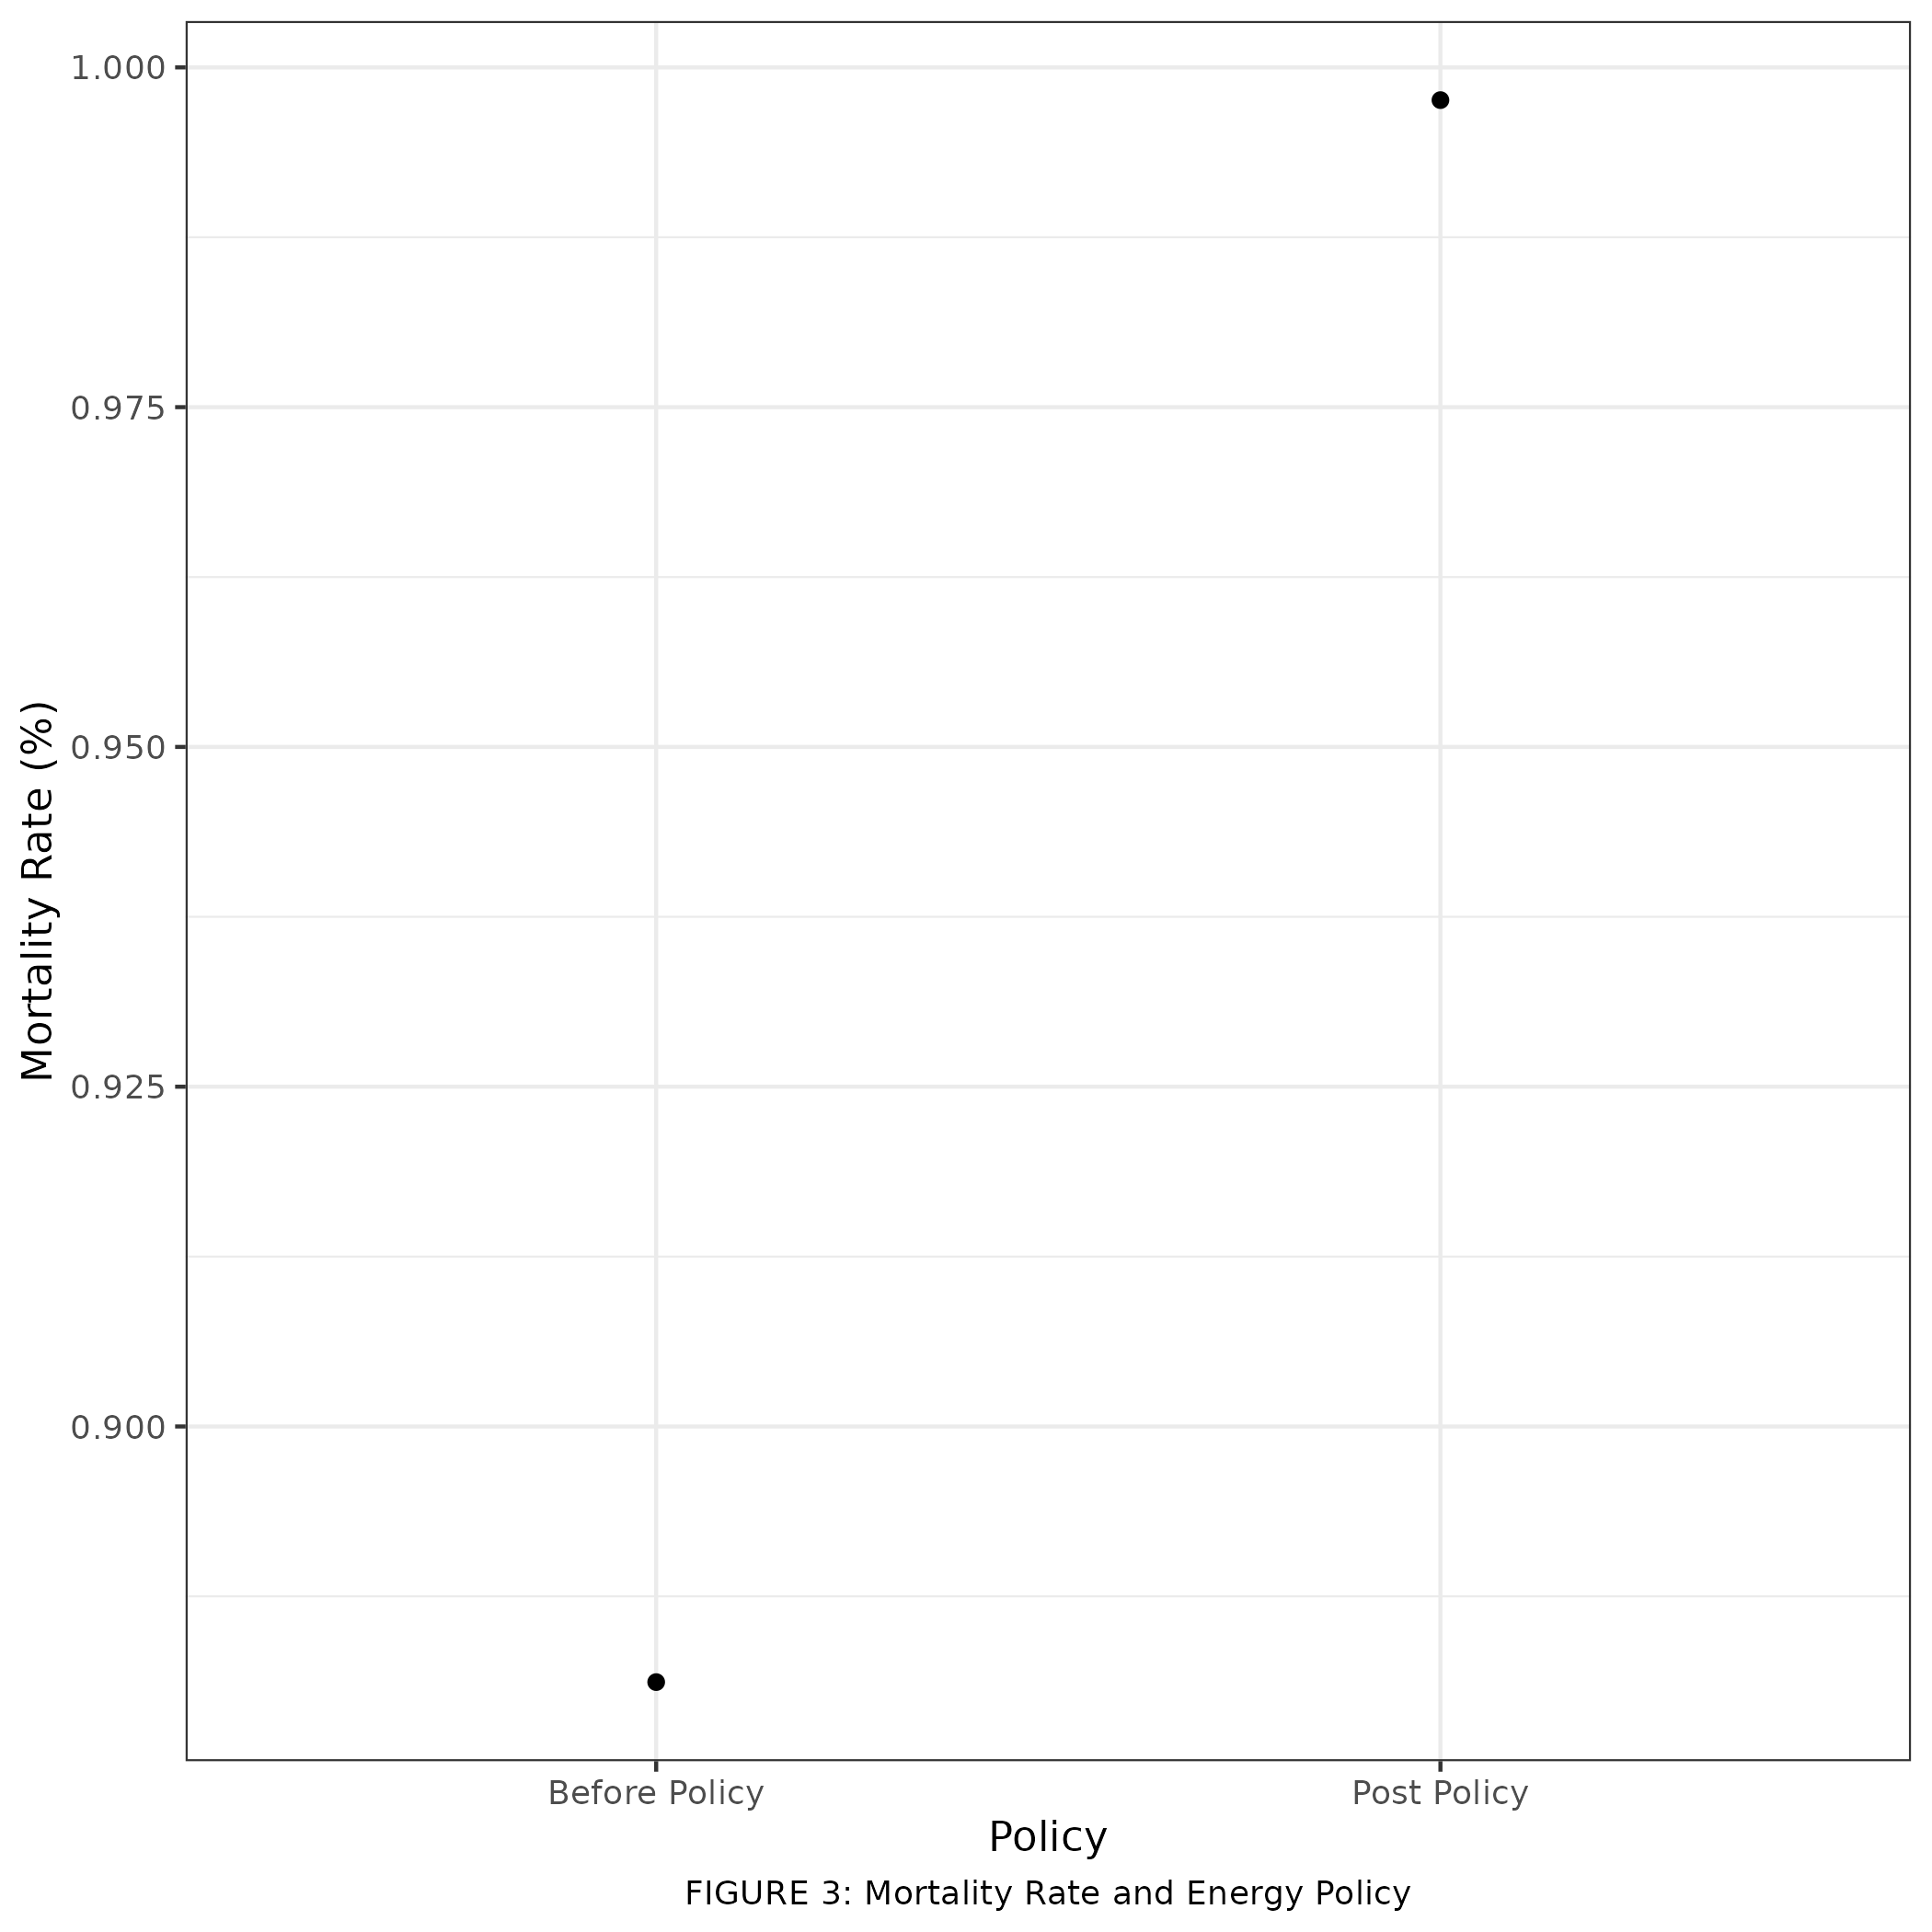 1.000
0.975
0.950
0.925
0.900
Mortality Rate (%)
Before Policy
Post Policy
Policy
FIGURE 3: Mortality Rate and Energy Policy